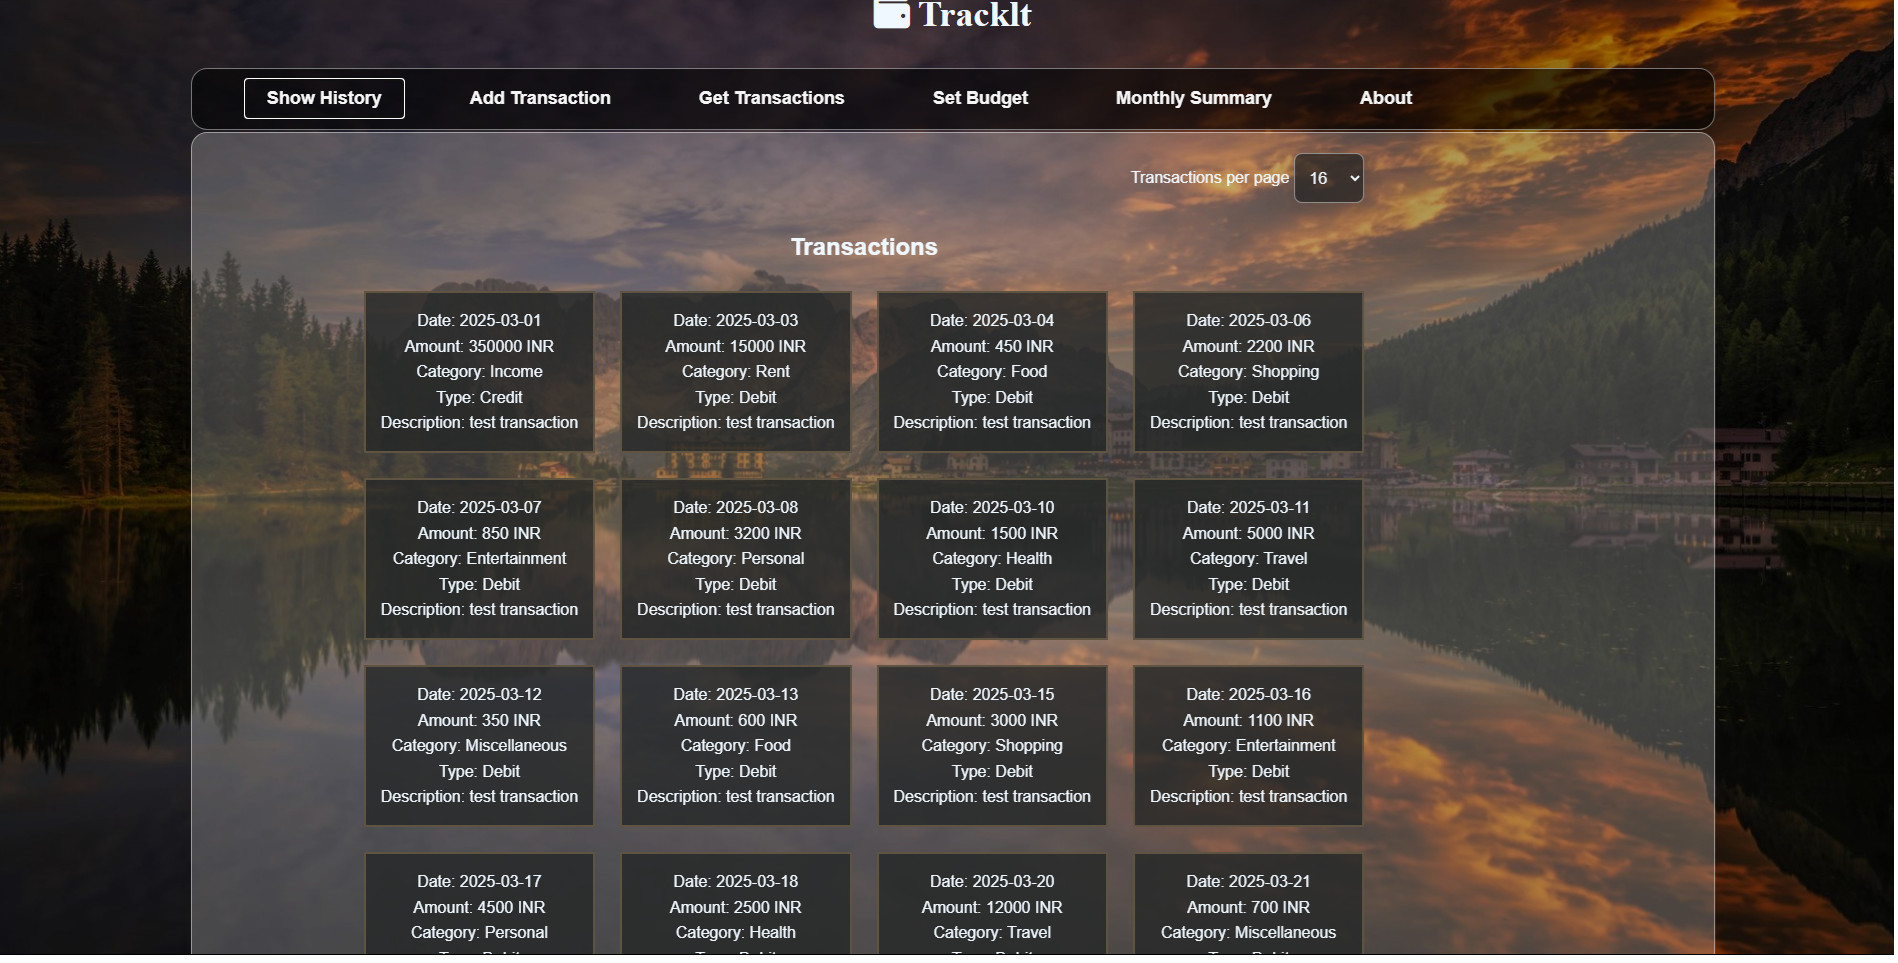 TrackIt
Show History Add Transaction Get Transactions Set Budget Monthly Summary About
Transactions per page 16
Transactions
Date: 2025-03-01
Amount: 350000 INR
Category: Income
Type: Credit
Description: test transaction
Date: 2025-03-03
Amount: 15000 INR
Category: Rent
Type: Debit
Description: test transaction
Date: 2025-03-04
Amount: 450 INR
Category: Food
Type: Debit
Description: test transaction
Date: 2025-03-06
Amount: 2200 INR
Category: Shopping
Type: Debit
Description: test transaction
Date: 2025-03-07
Amount: 850 INR
Category: Entertainment
Type: Debit
Description: test transaction
Date: 2025-03-08
Amount: 3200 INR
Category: Personal
Type: Debit
Description: test transaction
Date: 2025-03-10
Amount: 1500 INR
Category: Health
Type: Debit
Description: test transaction
Date: 2025-03-11
Amount: 5000 INR
Category: Travel
Type: Debit
Description: test transaction
Date: 2025-03-12
Amount: 350 INR
Category: Miscellaneous
Type: Debit
Description: test transaction
Date: 2025-03-13
Amount: 600 INR
Category: Food
Type: Debit
Description: test transaction
Date: 2025-03-15
Amount: 3000 INR
Category: Shopping
Type: Debit
Description: test transaction
Date: 2025-03-16
Amount: 1100 INR
Category: Entertainment
Type: Debit
Description: test transaction
Date: 2025-03-17
Amount: 4500 INR
Category: Personal
Date: 2025-03-18
Amount: 2500 INR
Category: Health
Date: 2025-03-20
Amount: 12000 INR
Category: Travel
Date: 2025-03-21
Amount: 700 INR
Category: Miscellaneous